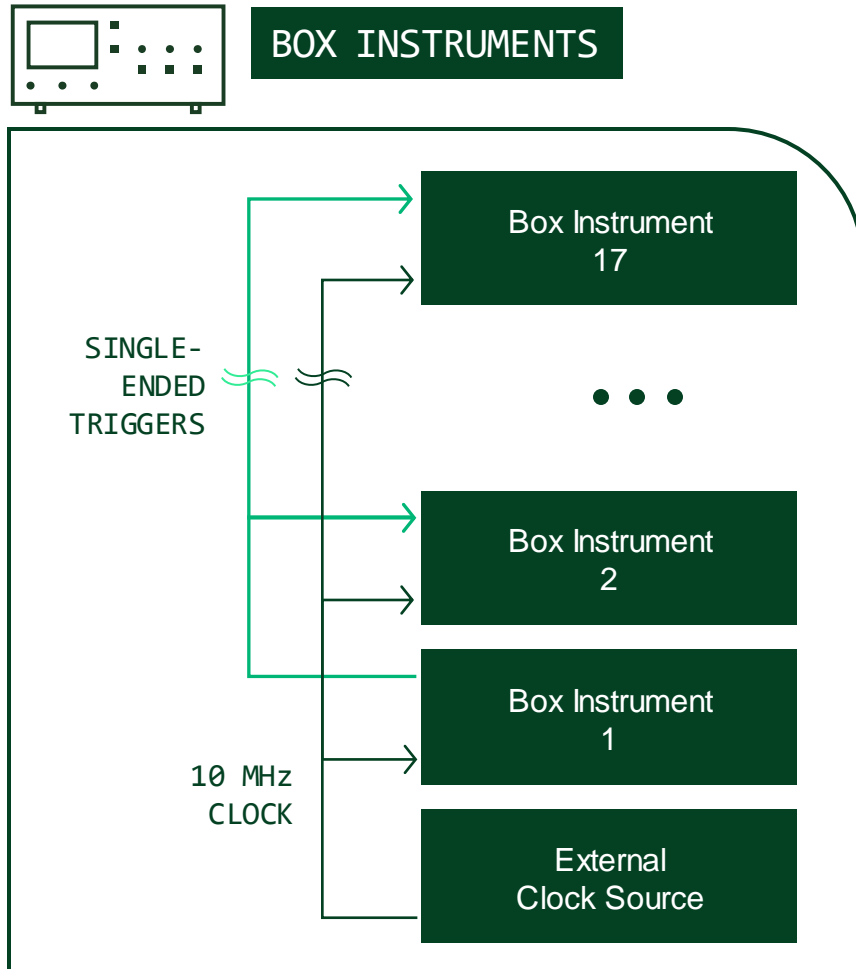 BOX INSTRUMENTS
Box Instrument
17
SINGLE-
ENDED
TRIGGERS
Box Instrument
2
Box Instrument
1
10 MHz
CLOCK
External
Clock Source